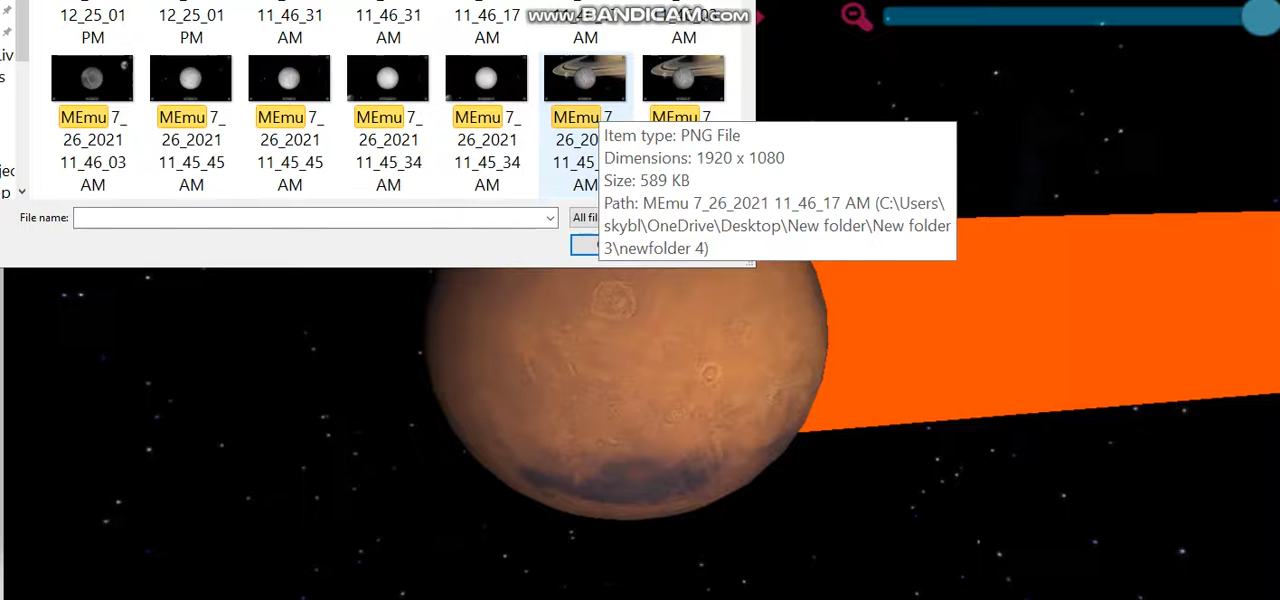 12_25_01 12_25_01 11_46_31 11_46_31 11_46_17
PM PM AM AM AM AM AM
www.BANDICAM.com
MEmu 7_ MEmu 7_ MEmu 7_ MEmu 7_ MEmu 7_ MEmu 7_ MEmu 7
26_2021 26_2021 26_2021 26_2021 26_2021 26_20
11_46_03 11_45_45 11_45_45 11_45_34 11_45_34 11_45
AM AM AM AM AM AM
Item type: PNG File
Dimensions: 1920 x 1080
Size: 589 KB
Path: MEmu 7_26_2021 11_46_17 AM (C:\Users\
skybl\OneDrive\Desktop\New folder\New folder
3\newfolder 4)
File name:
All fil